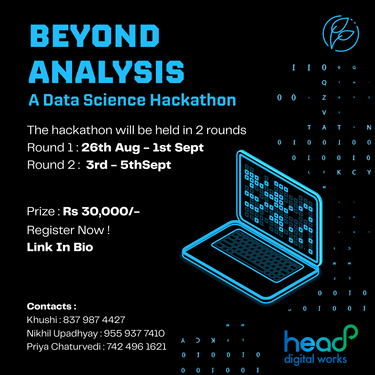 BEYOND
ANALYSIS
A Data Science Hackathon
The hackathon will be held in 2 rounds
Round 1 : 26th Aug - 1st Sept
Round 2 : 3rd - 5thSept
Prize : Rs 30,000/-
Register Now !
Link In Bio
Contacts :
Khushi : 837 987 4427
Nikhil Upadhyay : 955 937 7410
Priya Chaturvedi : 742 496 1621
head
digital works